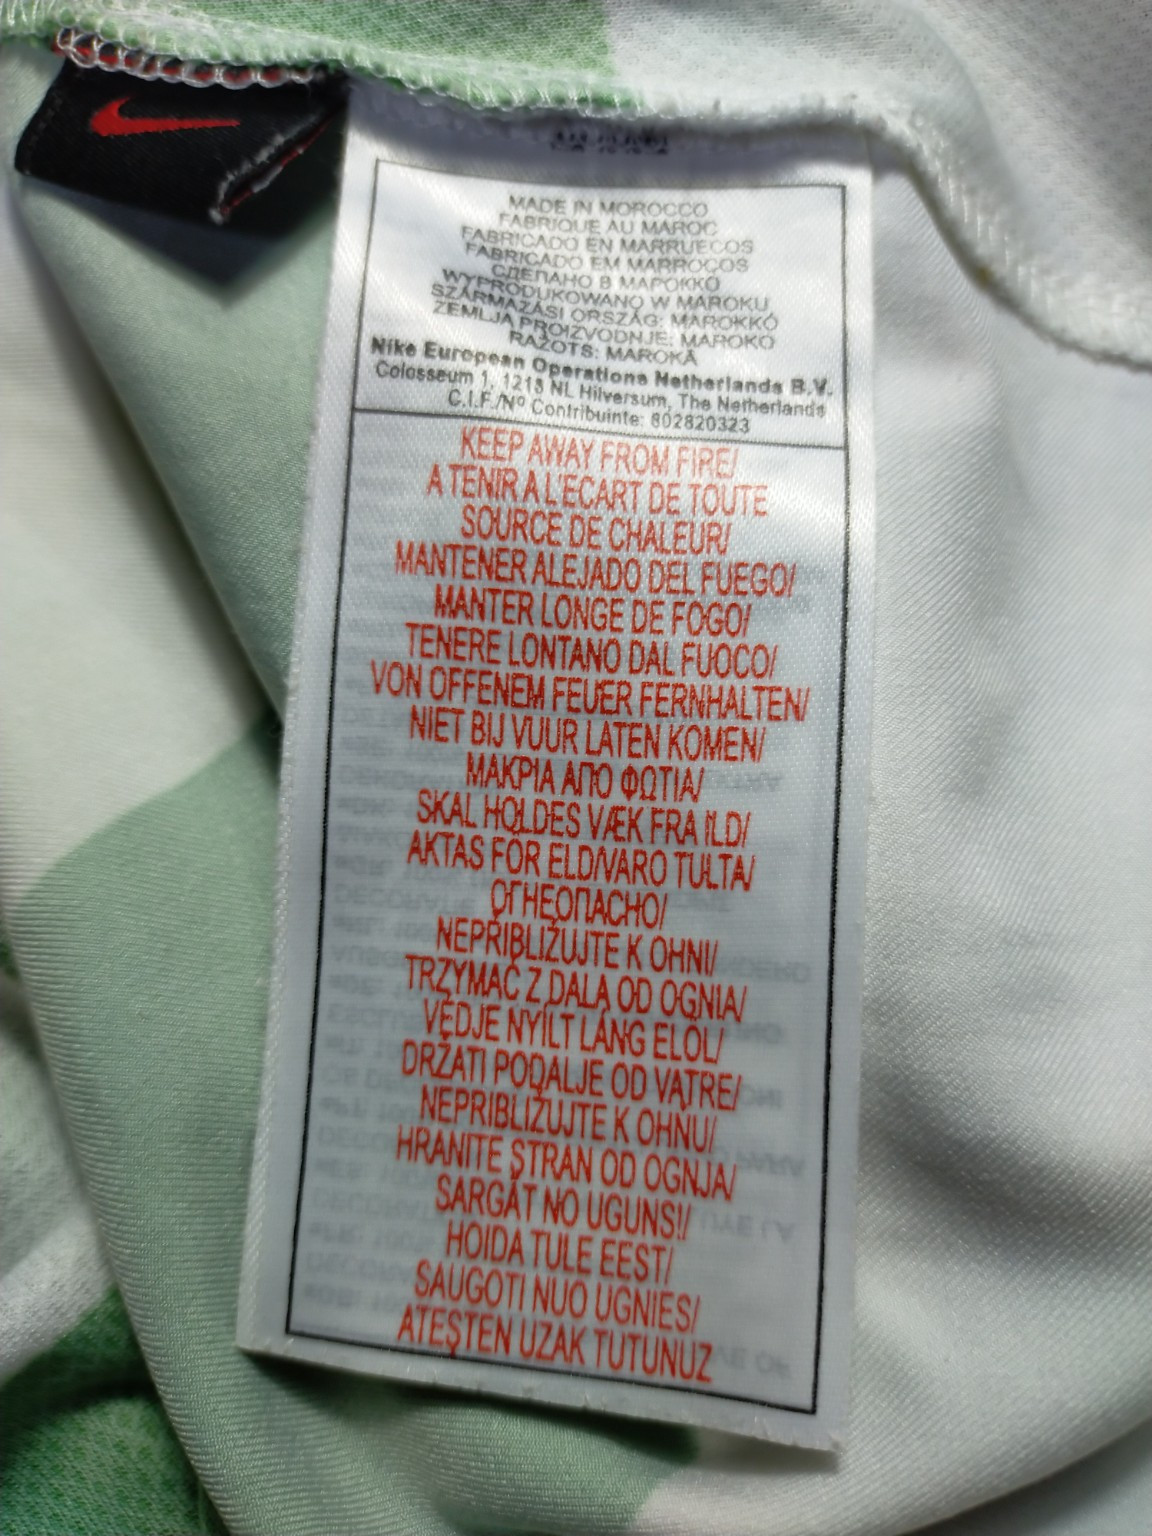 MADE IN MOROCCO
FABRIQUE AU MAROC
FABRICADO EN MARRUECOS
FABRICADO EM MARROCOS
СДЕЛАНО В МАРОККО
WYPRODUKOWANO W MAROKU
SZÁRMAZÁSI ORSZÁG: MAROKKÓ
ZEMLJA PROIZVODNJE: MAROKO
RAŽOTS: MAROKĀ
Nike European Operations Netherlands B.V.
Colosseum 1, 1213 NL Hilversum, The Netherlands
C.I.F./Nº Contribuinte: 802820323
KEEP AWAY FROM FIRE/
A TENIR A L'ECART DE TOUTE
SOURCE DE CHALEUR/
MANTENER ALEJADO DEL FUEGO/
MANTER LONGE DE FOGO/
TENERE LONTANO DAL FUOCO/
VON OFFENEM FEUER FERNHALTEN/
NIET BIJ VUUR LATEN KOMEN/
ΜΑΚΡΙΑ ΑΠΟ ΦΩΤΙΑ/
SKAL HOLDES VÆK FRA ILD/
AKTAS FÖR ELD/VARO TULTA/
ОГНЕОПАСНО/
NEPŘIBLIŽUJTE K OHNI/
TRZYMAĆ Z DALA OD OGNIA/
VÉDJE NYÍLT LÁNG ELÖL/
DRŽATI PODALJE OD VATRE/
NEPRIBLIŽUJTE K OHŇU/
HRANITE STRAN OD OGNJA/
SARGĀT NO UGUNS!/
HOIDA TULE EEST/
SAUGOTI NUO UGNIES/
ATEŞTEN UZAK TUTUNUZ